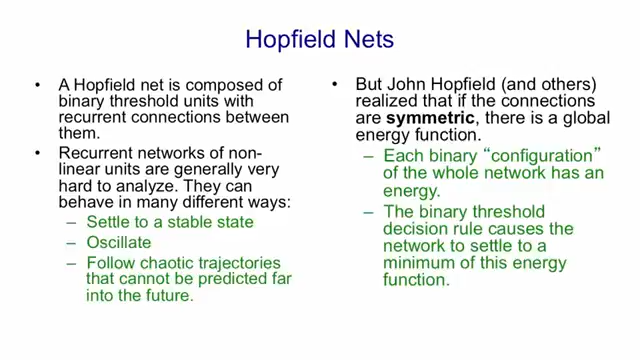 Hopfield Nets
• A Hopfield net is composed of
binary threshold units with
recurrent connections between
them.
• Recurrent networks of non-
linear units are generally very
hard to analyze. They can
behave in many different ways:
– Settle to a stable state
– Oscillate
– Follow chaotic trajectories
that cannot be predicted far
into the future.
• But John Hopfield (and others)
realized that if the connections
are symmetric, there is a global
energy function.
– Each binary “configuration”
of the whole network has an
energy.
– The binary threshold
decision rule causes the
network to settle to a
minimum of this energy
function.